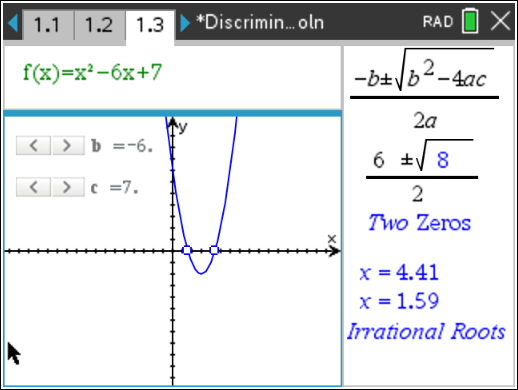 1.1 1.2 1.3 *Discrimin...oln RAD
f(x)=x²−6x+7
y
b =-6.
c =7.
x
−b±√b²−4ac
2a
6 ±√8
2
Two Zeros
x = 4.41
x = 1.59
Irrational Roots